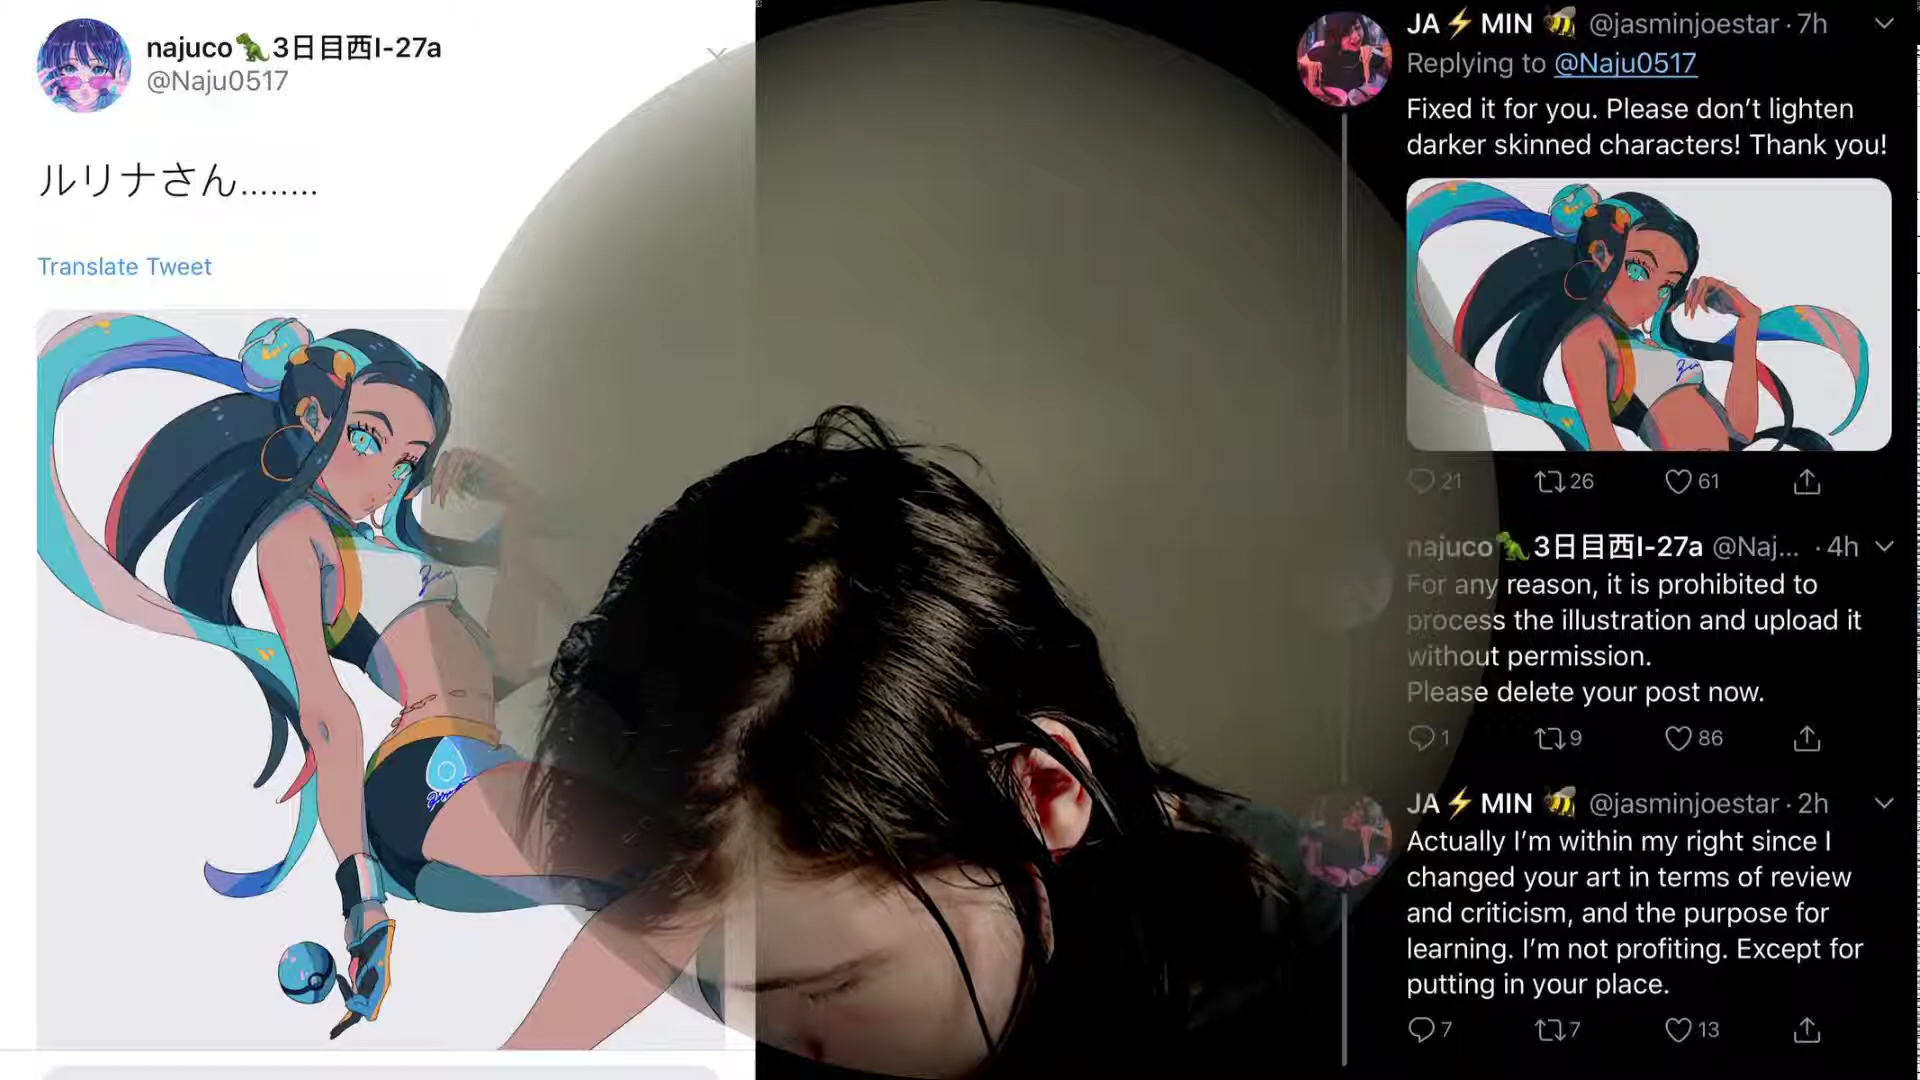 najuco🦖3日目西I-27a
@Naju0517
ルリナさん........
Translate Tweet
JA⚡MIN 🐝 @jasminjoestar · 7h
Replying to @Naju0517
Fixed it for you. Please don’t lighten
darker skinned characters! Thank you!
21 26 61
najuco🦖3日目西I-27a @Naj... · 4h
For any reason, it is prohibited to
process the illustration and upload it
without permission.
Please delete your post now.
1 9 86
JA⚡MIN 🐝 @jasminjoestar · 2h
Actually I’m within my right since I
changed your art in terms of review
and criticism, and the purpose for
learning. I’m not profiting. Except for
putting in your place.
7 7 13